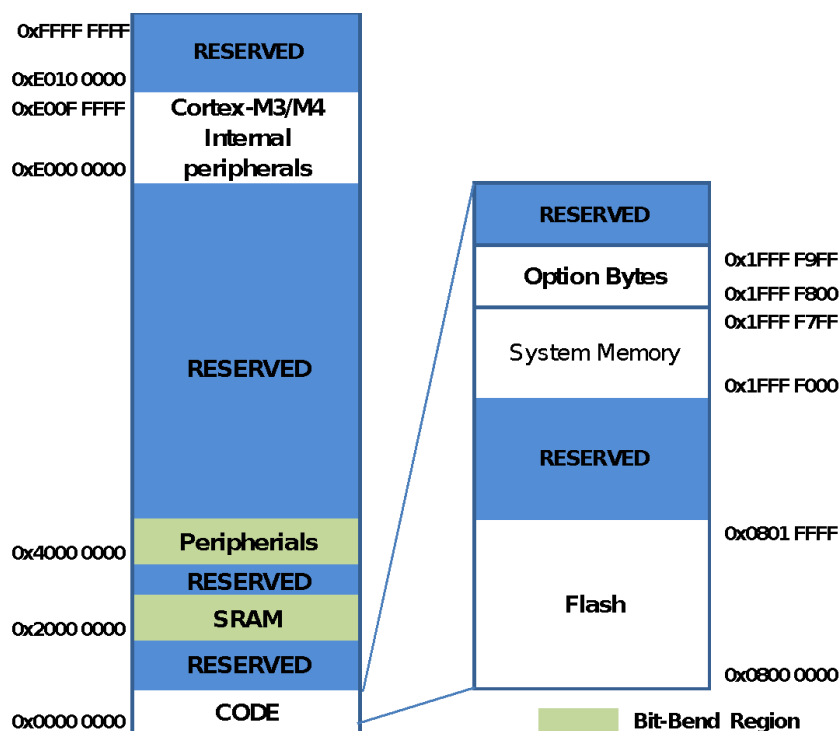 0xFFFF FFFF
RESERVED
0xE010 0000
0xE00F FFFF
Cortex-M3/M4
Internal
peripherals
0xE000 0000
RESERVED
Peripherials
0x4000 0000
RESERVED
SRAM
0x2000 0000
RESERVED
CODE
0x0000 0000
RESERVED
0x1FFF F9FF
Option Bytes
0x1FFF F800
0x1FFF F7FF
System Memory
0x1FFF F000
RESERVED
0x0801 FFFF
Flash
0x0800 0000
Bit-Bend Region